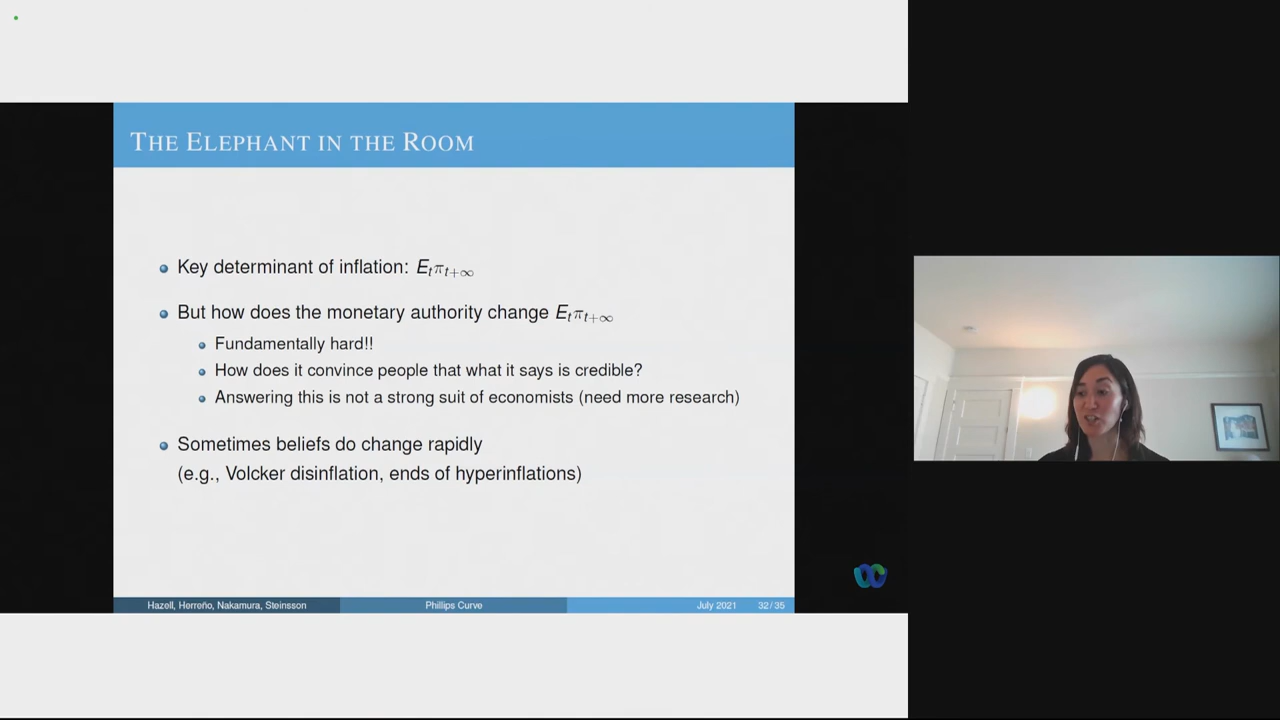 THE ELEPHANT IN THE ROOM
Key determinant of inflation: Eₜπₜ₊∞
But how does the monetary authority change Eₜπₜ₊∞
Fundamentally hard!!
How does it convince people that what it says is credible?
Answering this is not a strong suit of economists (need more research)
Sometimes beliefs do change rapidly
(e.g., Volcker disinflation, ends of hyperinflations)
Hazell, Herreño, Nakamura, Steinsson Phillips Curve July 2021 32/35